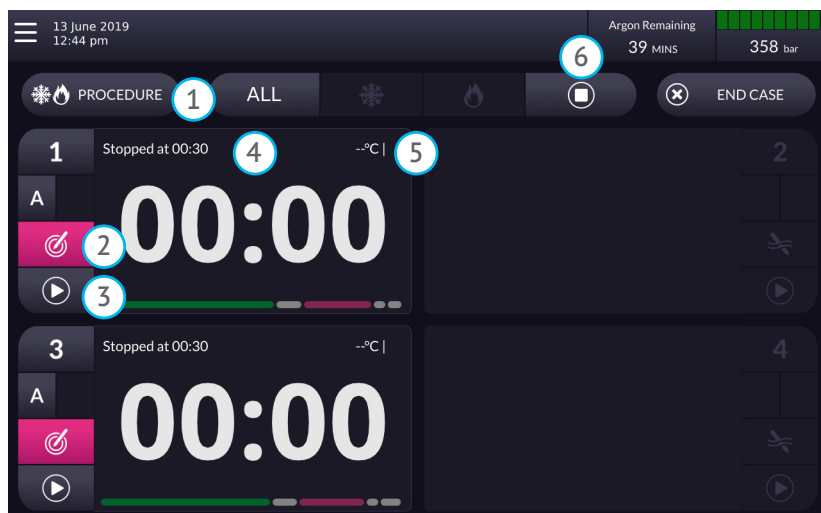 13 June 2019
12:44 pm
Argon Remaining
39 MINS
358 bar
6
PROCEDURE
1
ALL
END CASE
1
Stopped at 00:30
4
--°C |
5
2
A
00:00
2
3
3
Stopped at 00:30
--°C |
4
A
00:00